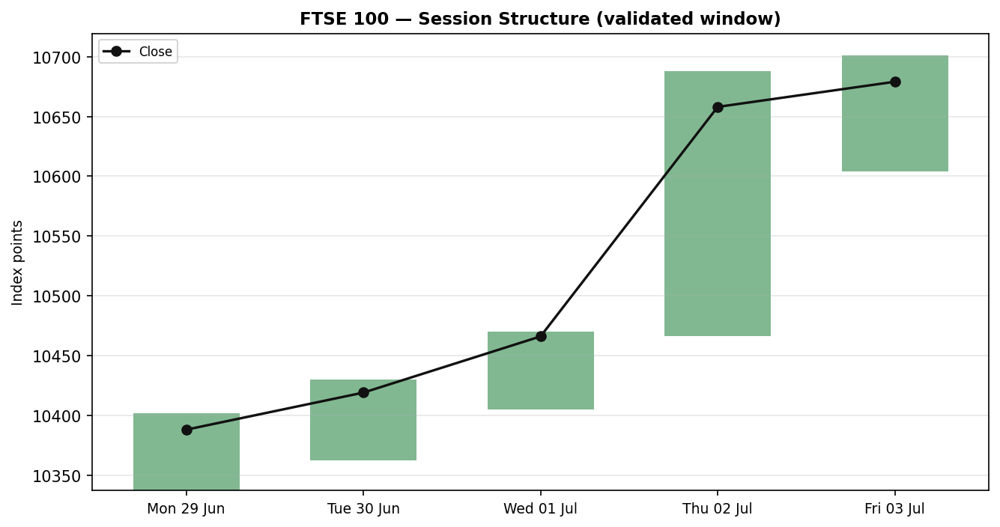 FTSE 100 — Session Structure (validated window)
Close
Index points
10700
10650
10600
10550
10500
10450
10400
10350
Mon 29 Jun
Tue 30 Jun
Wed 01 Jul
Thu 02 Jul
Fri 03 Jul